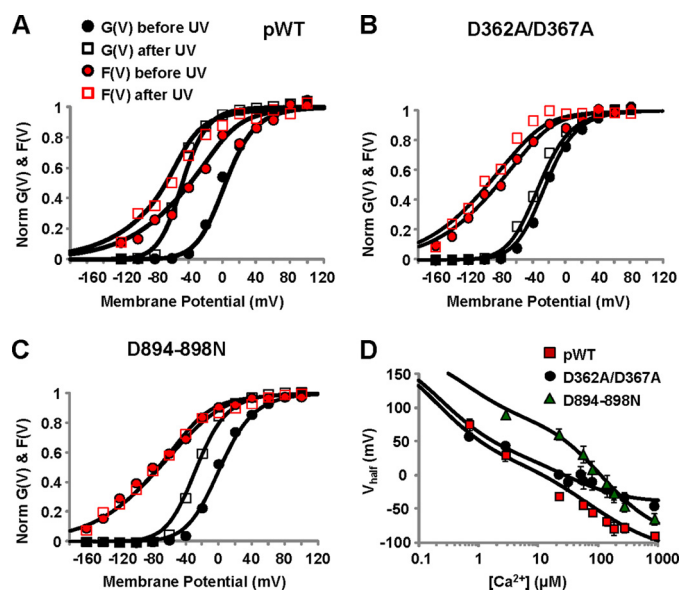 A
G(V) before UV
G(V) after UV
F(V) before UV
F(V) after UV
pWT
Norm G(V) & F(V)
1
0.8
0.6
0.4
0.2
0
-160 -120 -80 -40 0 40 80 120
Membrane Potential (mV)
B
D362A/D367A
Norm G(V) & F(V)
1
0.8
0.6
0.4
0.2
0
-160 -120 -80 -40 0 40 80 120
Membrane Potential (mV)
C
D894-898N
Norm G(V) & F(V)
1
0.8
0.6
0.4
0.2
0
-160 -120 -80 -40 0 40 80 120
Membrane Potential (mV)
D
pWT
D362A/D367A
D894-898N
Vhalf (mV)
150
100
50
0
-50
-100
0.1 1 10 100 1000
[Ca2+] (µM)